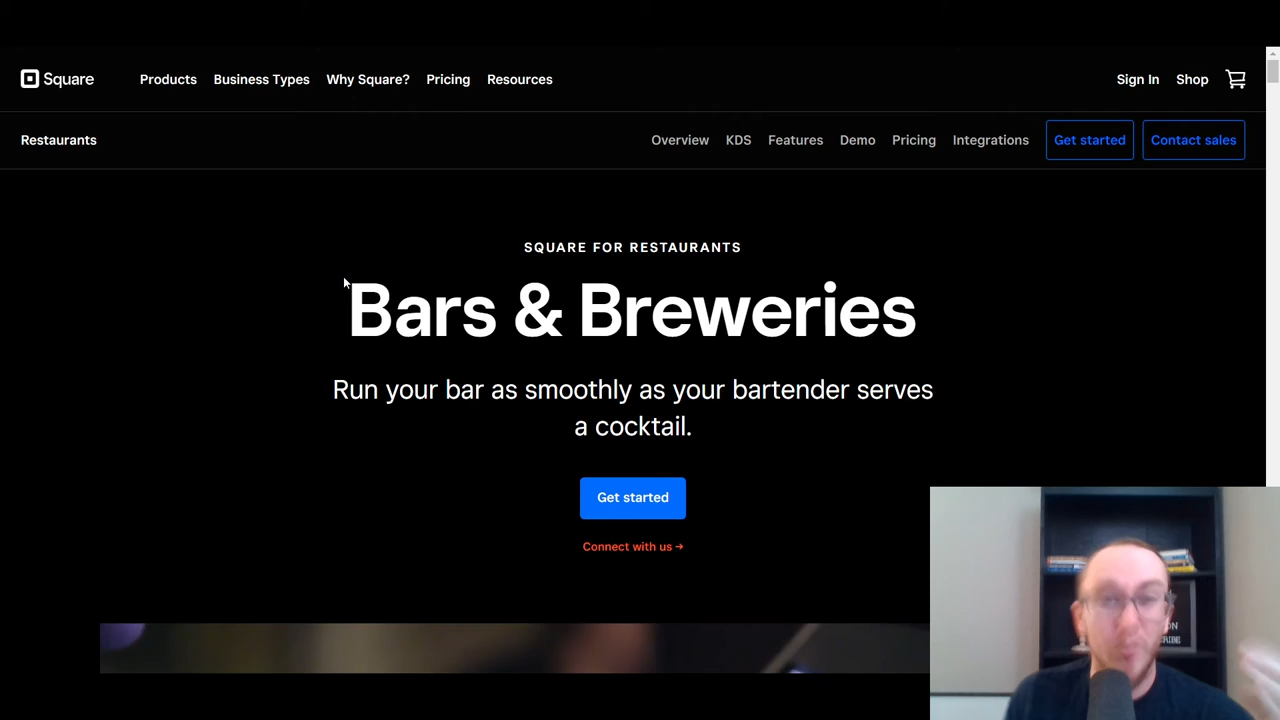 Square
Products Business Types Why Square? Pricing Resources
Sign In Shop
Restaurants
Overview KDS Features Demo Pricing Integrations Get started Contact sales
SQUARE FOR RESTAURANTS
Bars & Breweries
Run your bar as smoothly as your bartender serves
a cocktail.
Get started
Connect with us →